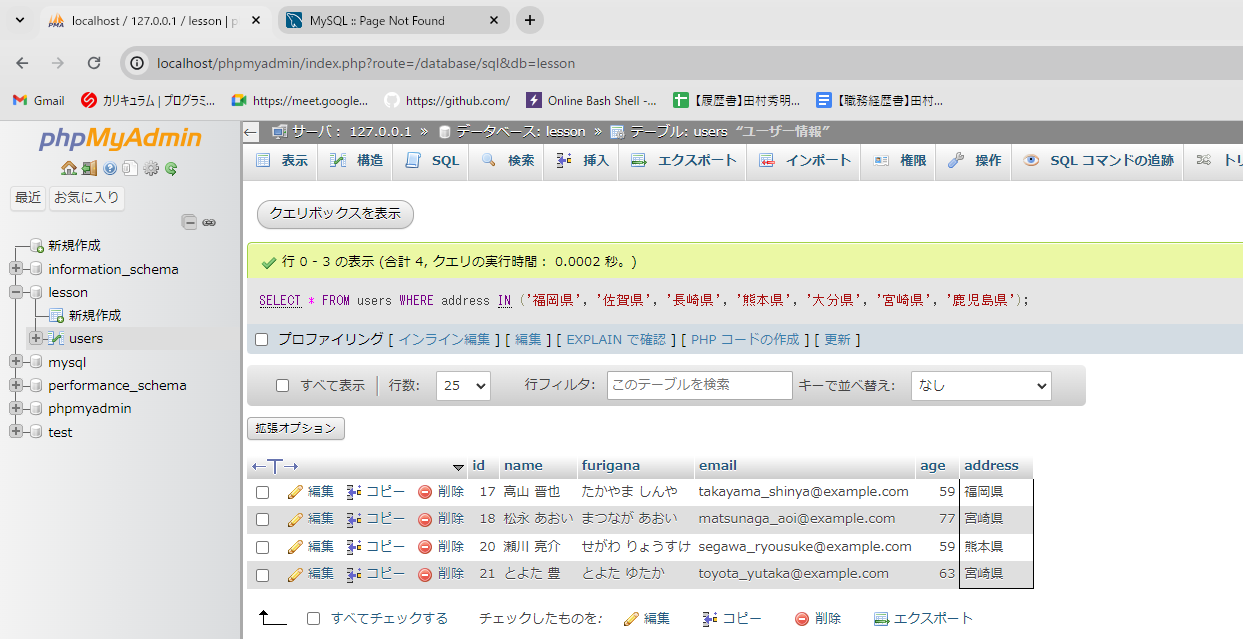 localhost / 127.0.0.1 / lesson | p
MySQL :: Page Not Found
localhost/phpmyadmin/index.php?route=/database/sql&db=lesson
Gmail カリキュラム | プログラミ... https://meet.google... https://github.com/ Online Bash Shell -... 【履歴書】田村秀明... 【職務経歴書】田村...
phpMyAdmin
最近 お気に入り
新規作成
information_schema
lesson
新規作成
users
mysql
performance_schema
phpmyadmin
test
サーバ: 127.0.0.1 » データベース: lesson » テーブル: users “ユーザー情報”
表示 構造 SQL 検索 挿入 エクスポート インポート 権限 操作 SQL コマンドの追跡 トリ
クエリボックスを表示
行 0 - 3 の表示 (合計 4, クエリの実行時間: 0.0002 秒。)
SELECT * FROM users WHERE address IN ('福岡県', '佐賀県', '長崎県', '熊本県', '大分県', '宮崎県', '鹿児島県');
プロファイリング [ インライン編集 ] [ 編集 ] [ EXPLAIN で確認 ] [ PHP コードの作成 ] [ 更新 ]
すべて表示 行数: 25 行フィルタ: このテーブルを検索 キーで並べ替え: なし
拡張オプション
←T→ id name furigana email age address
編集 コピー 削除 17 高山 晋也 たかやま しんや takayama_shinya@example.com 59 福岡県
編集 コピー 削除 18 松永 あおい まつなが あおい matsunaga_aoi@example.com 77 宮崎県
編集 コピー 削除 20 瀬川 亮介 せがわ りょうすけ segawa_ryousuke@example.com 59 熊本県
編集 コピー 削除 21 とよた 豊 とよた ゆたか toyota_yutaka@example.com 63 宮崎県
すべてチェックする チェックしたものを: 編集 コピー 削除 エクスポート